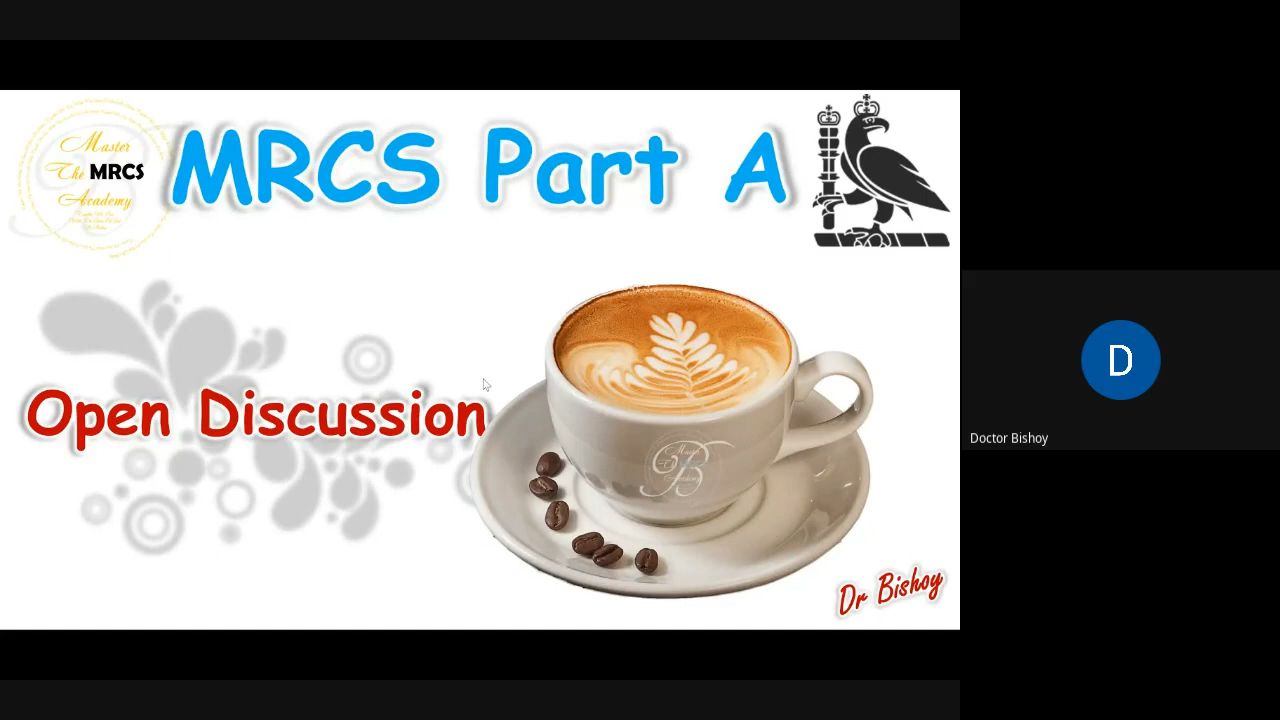 Master
The MRCS
Academy
MRCS Part A
Open Discussion
Dr Bishoy
D
Doctor Bishoy